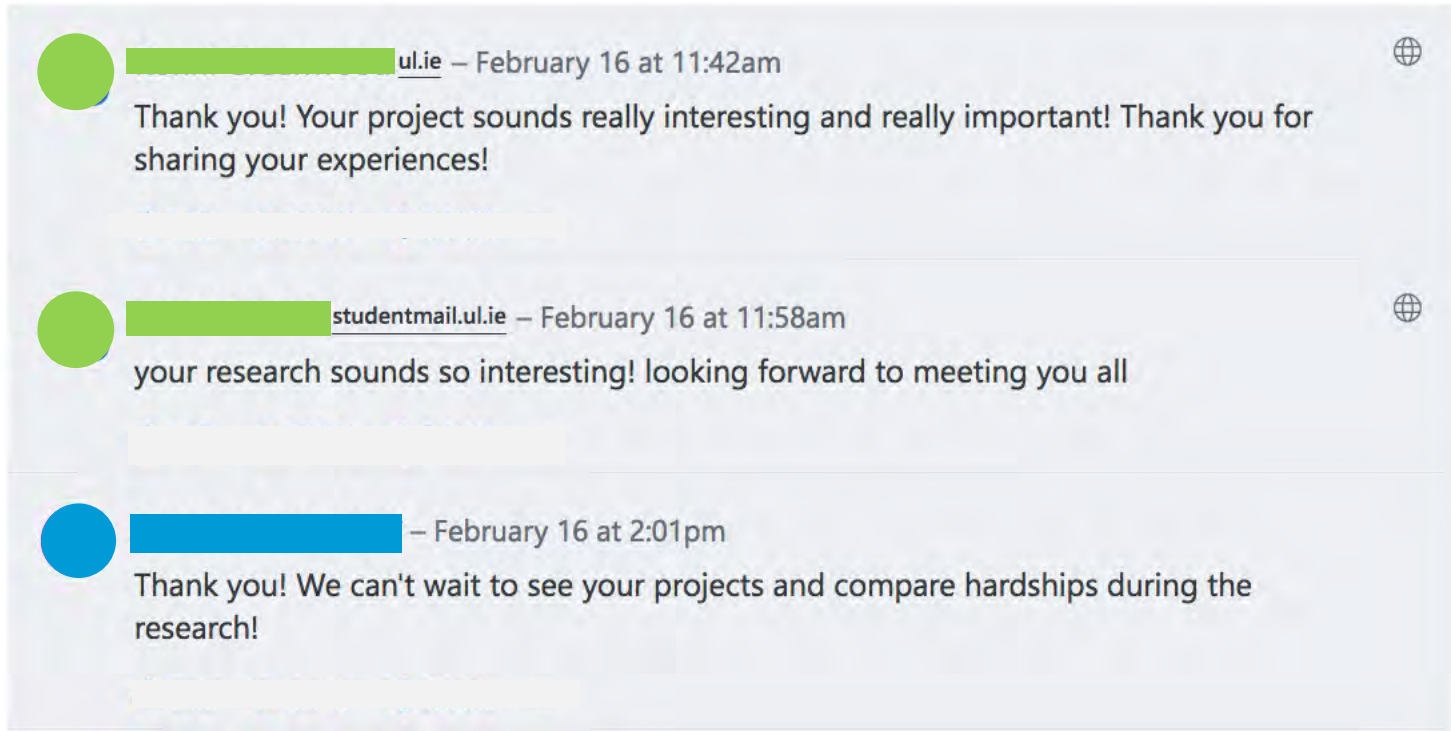 ul.ie – February 16 at 11:42am
Thank you! Your project sounds really interesting and really important! Thank you for
sharing your experiences!
studentmail.ul.ie – February 16 at 11:58am
your research sounds so interesting! looking forward to meeting you all
– February 16 at 2:01pm
Thank you! We can't wait to see your projects and compare hardships during the
research!